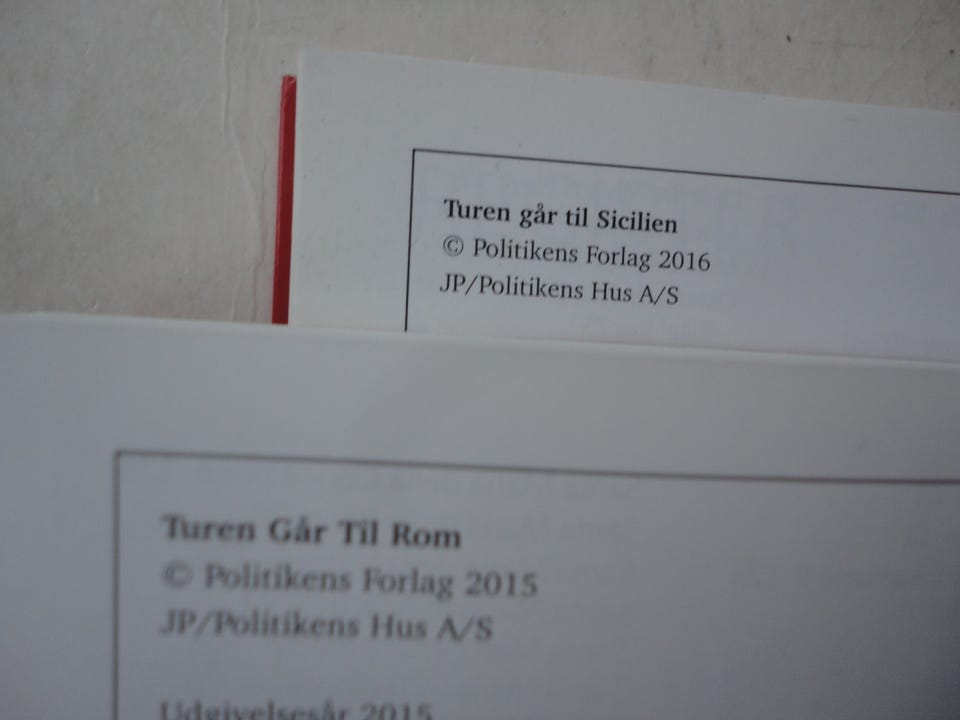 Turen går til Sicilien
© Politikens Forlag 2016
JP/Politikens Hus A/S
Turen Går Til Rom
© Politikens Forlag 2015
JP/Politikens Hus A/S
Udgivelsesår 2015